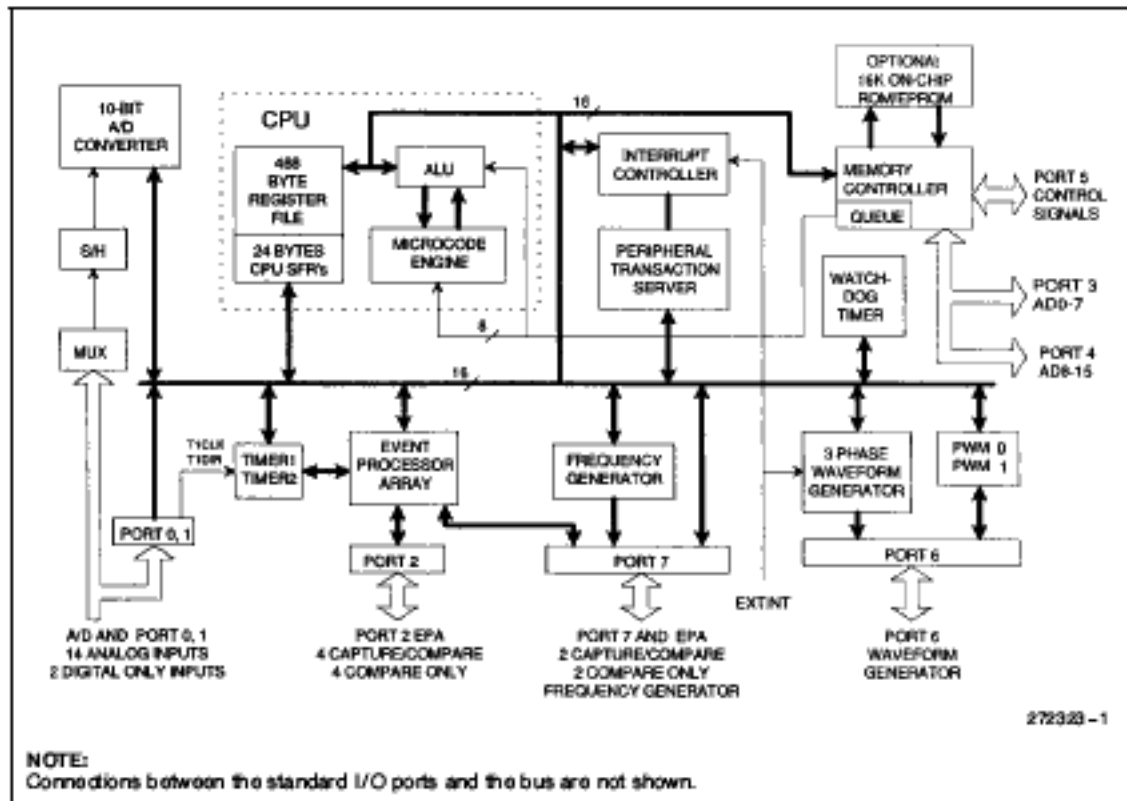 OPTIONAL
16K ON-CHIP
ROM/EPROM
10-BIT
A/D
CONVERTER
CPU
16
488
BYTE
REGISTER
FILE
24 BYTES
CPU SFR's
ALU
MICROCODE
ENGINE
INTERRUPT
CONTROLLER
PERIPHERAL
TRANSACTION
SERVER
MEMORY
CONTROLLER
QUEUE
PORT 5
CONTROL
SIGNALS
S/H
WATCH-
DOG
TIMER
PORT 3
AD0-7
MUX
8
16
PORT 4
AD8-15
T1CLK
T1DIR
TIMER1
TIMER2
EVENT
PROCESSOR
ARRAY
FREQUENCY
GENERATOR
3 PHASE
WAVEFORM
GENERATOR
PWM 0
PWM 1
PORT 0, 1
PORT 2
PORT 7
PORT 6
EXTINT
A/D AND PORT 0, 1
14 ANALOG INPUTS
2 DIGITAL ONLY INPUTS
PORT 2 EPA
4 CAPTURE/COMPARE
4 COMPARE ONLY
PORT 7 AND EPA
2 CAPTURE/COMPARE
2 COMPARE ONLY
FREQUENCY GENERATOR
PORT 6
WAVEFORM
GENERATOR
272323-1
NOTE:
Connections between the standard I/O ports and the bus are not shown.